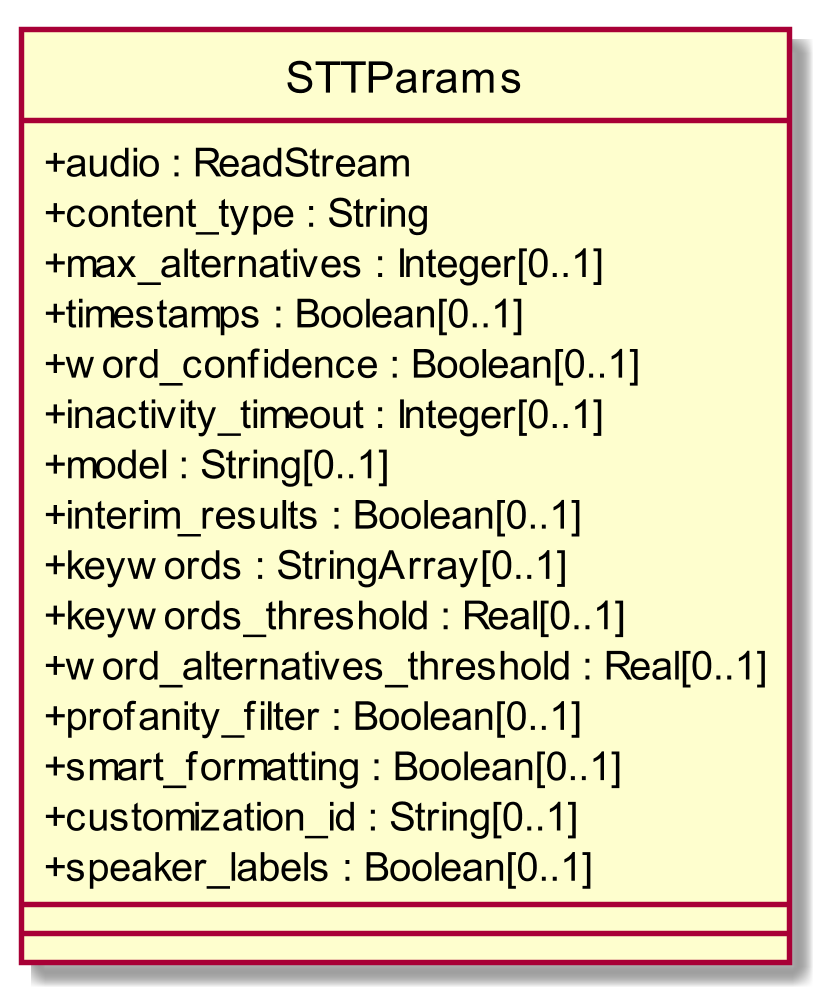 STTParams
+audio : ReadStream
+content_type : String
+max_alternatives : Integer[0..1]
+timestamps : Boolean[0..1]
+word_confidence : Boolean[0..1]
+inactivity_timeout : Integer[0..1]
+model : String[0..1]
+interim_results : Boolean[0..1]
+keywords : StringArray[0..1]
+keywords_threshold : Real[0..1]
+word_alternatives_threshold : Real[0..1]
+profanity_filter : Boolean[0..1]
+smart_formatting : Boolean[0..1]
+customization_id : String[0..1]
+speaker_labels : Boolean[0..1]